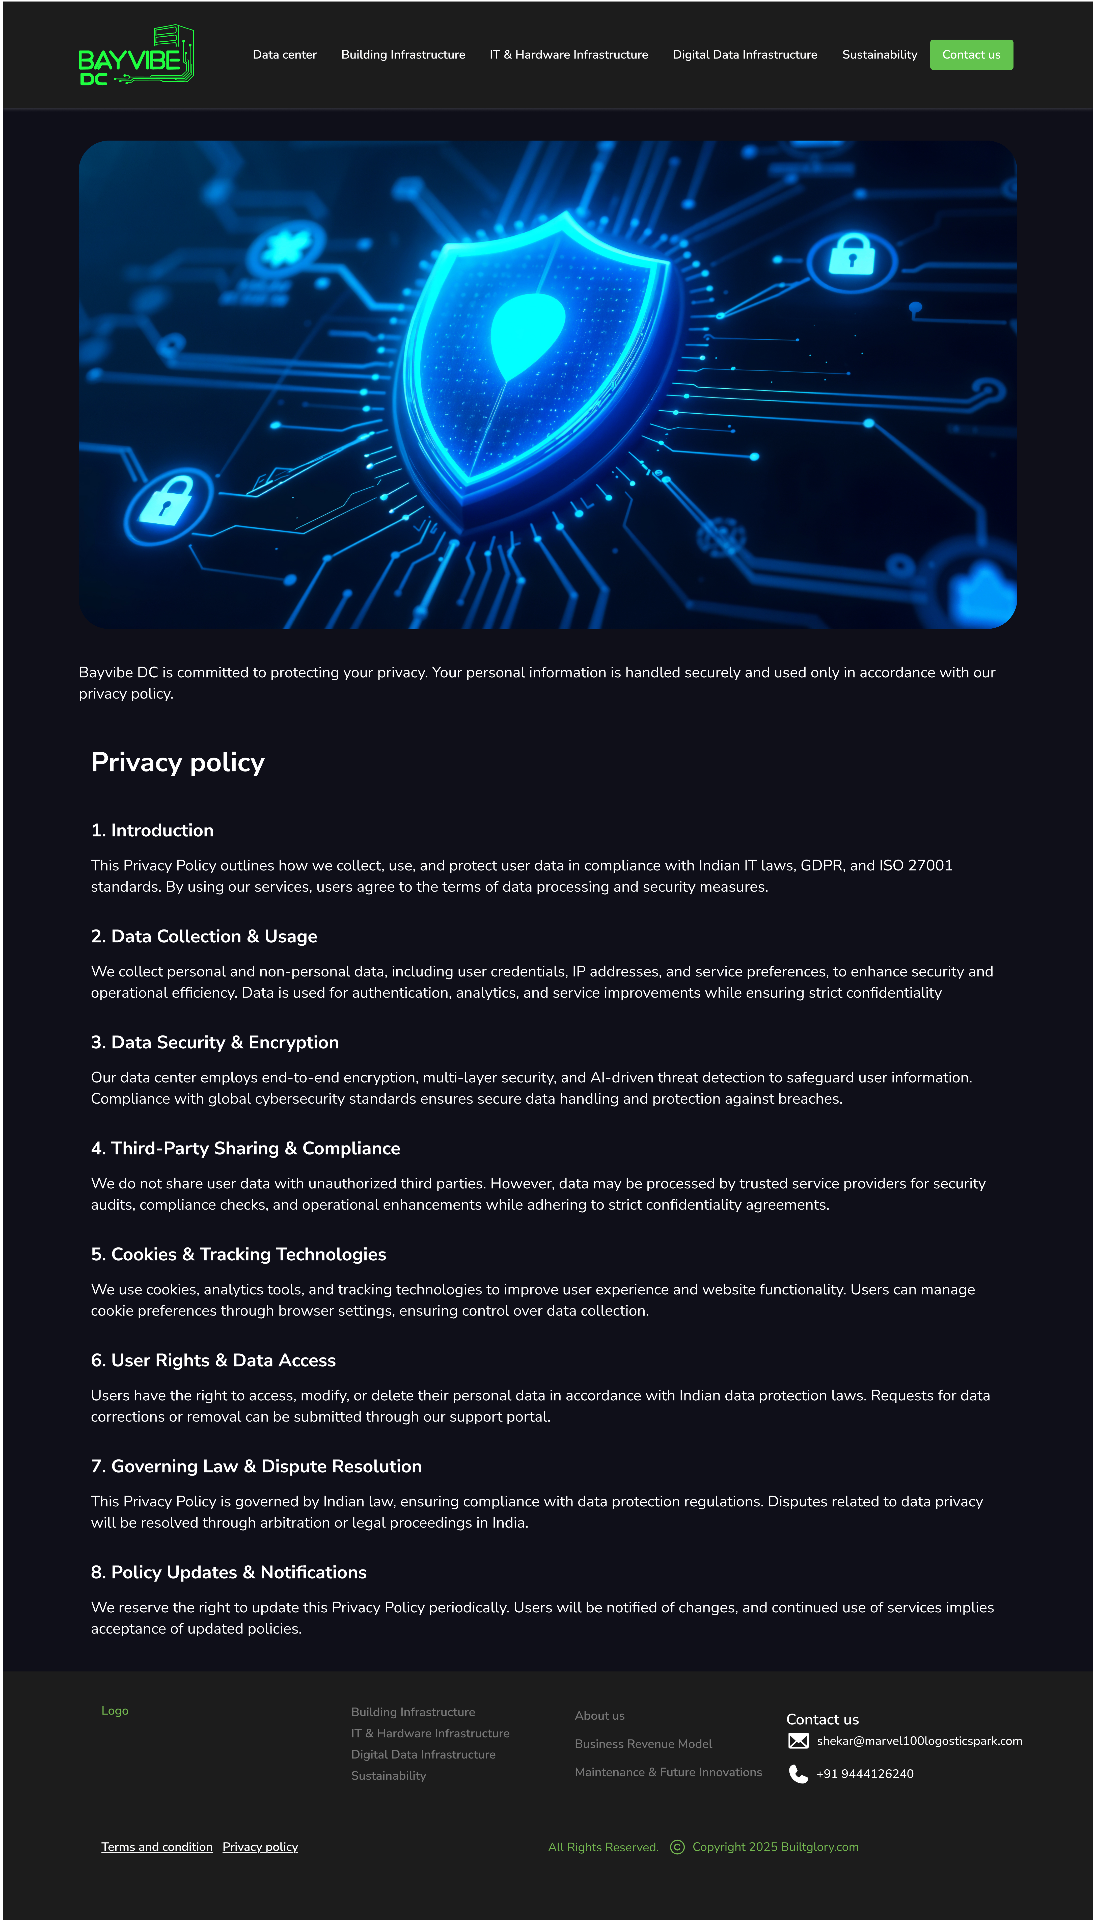 BAYVIBE
DC
Data center
Building Infrastructure
IT & Hardware Infrastructure
Digital Data Infrastructure
Sustainability
Contact us
Bayvibe DC is committed to protecting your privacy. Your personal information is handled securely and used only in accordance with our
privacy policy.
Privacy policy
1. Introduction
This Privacy Policy outlines how we collect, use, and protect user data in compliance with Indian IT laws, GDPR, and ISO 27001
standards. By using our services, users agree to the terms of data processing and security measures.
2. Data Collection & Usage
We collect personal and non-personal data, including user credentials, IP addresses, and service preferences, to enhance security and
operational efficiency. Data is used for authentication, analytics, and service improvements while ensuring strict confidentiality
3. Data Security & Encryption
Our data center employs end-to-end encryption, multi-layer security, and AI-driven threat detection to safeguard user information.
Compliance with global cybersecurity standards ensures secure data handling and protection against breaches.
4. Third-Party Sharing & Compliance
We do not share user data with unauthorized third parties. However, data may be processed by trusted service providers for security
audits, compliance checks, and operational enhancements while adhering to strict confidentiality agreements.
5. Cookies & Tracking Technologies
We use cookies, analytics tools, and tracking technologies to improve user experience and website functionality. Users can manage
cookie preferences through browser settings, ensuring control over data collection.
6. User Rights & Data Access
Users have the right to access, modify, or delete their personal data in accordance with Indian data protection laws. Requests for data
corrections or removal can be submitted through our support portal.
7. Governing Law & Dispute Resolution
This Privacy Policy is governed by Indian law, ensuring compliance with data protection regulations. Disputes related to data privacy
will be resolved through arbitration or legal proceedings in India.
8. Policy Updates & Notifications
We reserve the right to update this Privacy Policy periodically. Users will be notified of changes, and continued use of services implies
acceptance of updated policies.
Logo
Building Infrastructure
IT & Hardware Infrastructure
Digital Data Infrastructure
Sustainability
About us
Business Revenue Model
Maintenance & Future Innovations
Contact us
shekar@marvel100logosticspark.com
+91 9444126240
Terms and condition
Privacy policy
All Rights Reserved. © Copyright 2025 Builtglory.com